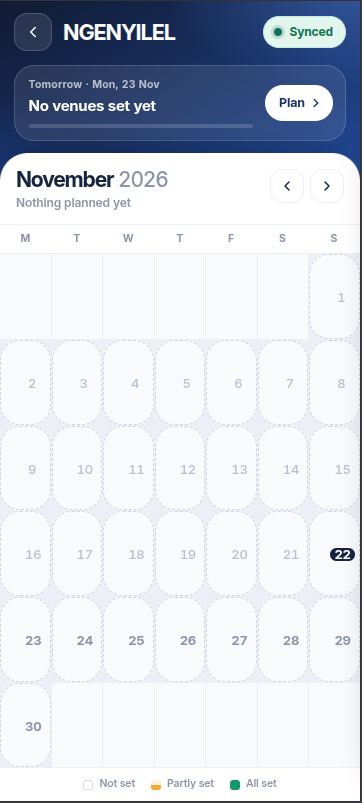 NGENYILEL
Synced
Tomorrow · Mon, 23 Nov
No venues set yet
Plan
November 2026
Nothing planned yet
M T W T F S S
1
2 3 4 5 6 7 8
9 10 11 12 13 14 15
16 17 18 19 20 21 22
23 24 25 26 27 28 29
30
Not set Partly set All set